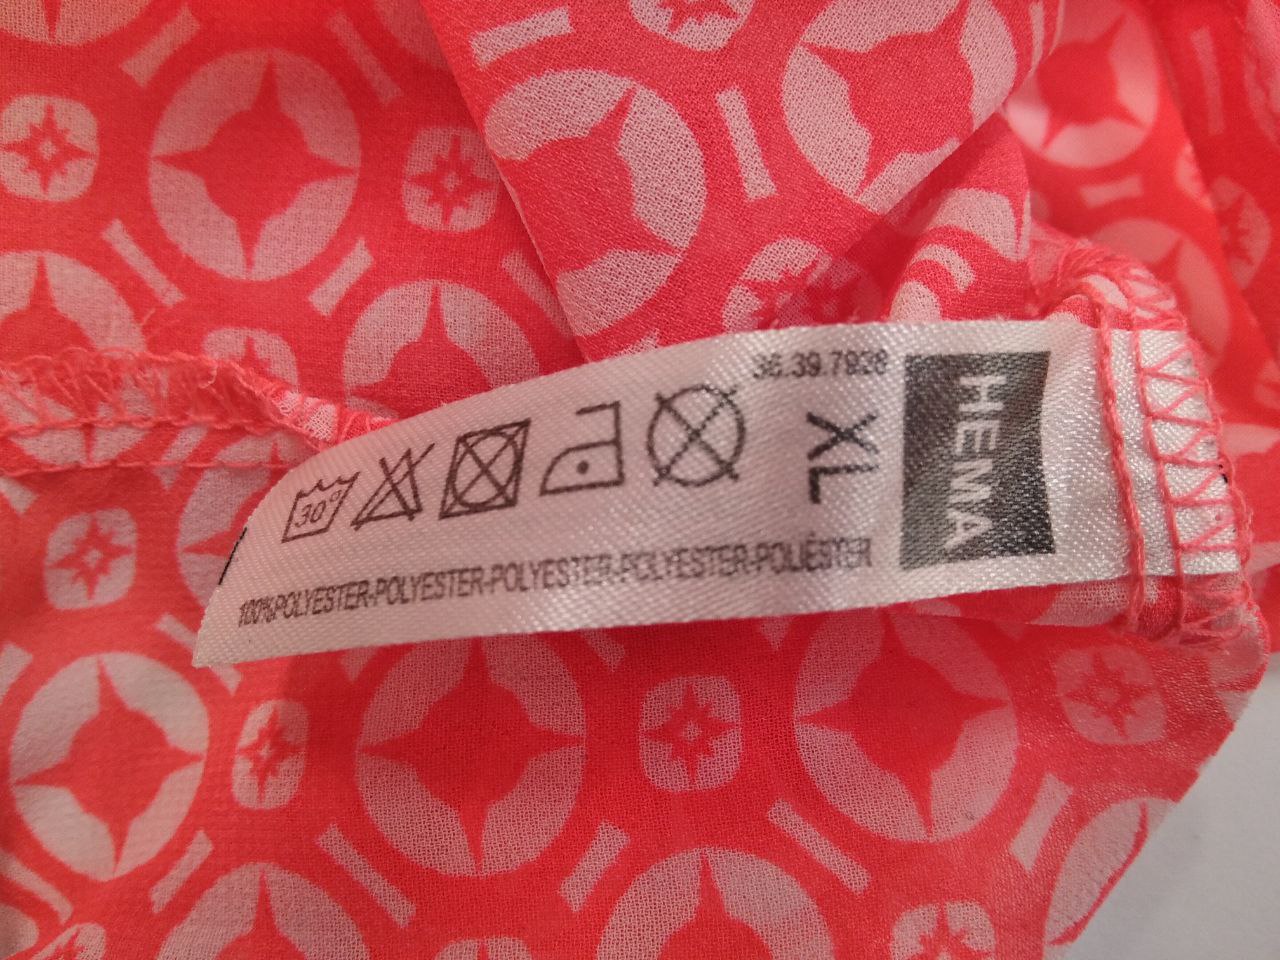 HEMA
36.39.7928
XL
30°
100%POLYESTER-POLYESTER-POLYESTER-POLYESTER-POLIÉSTER